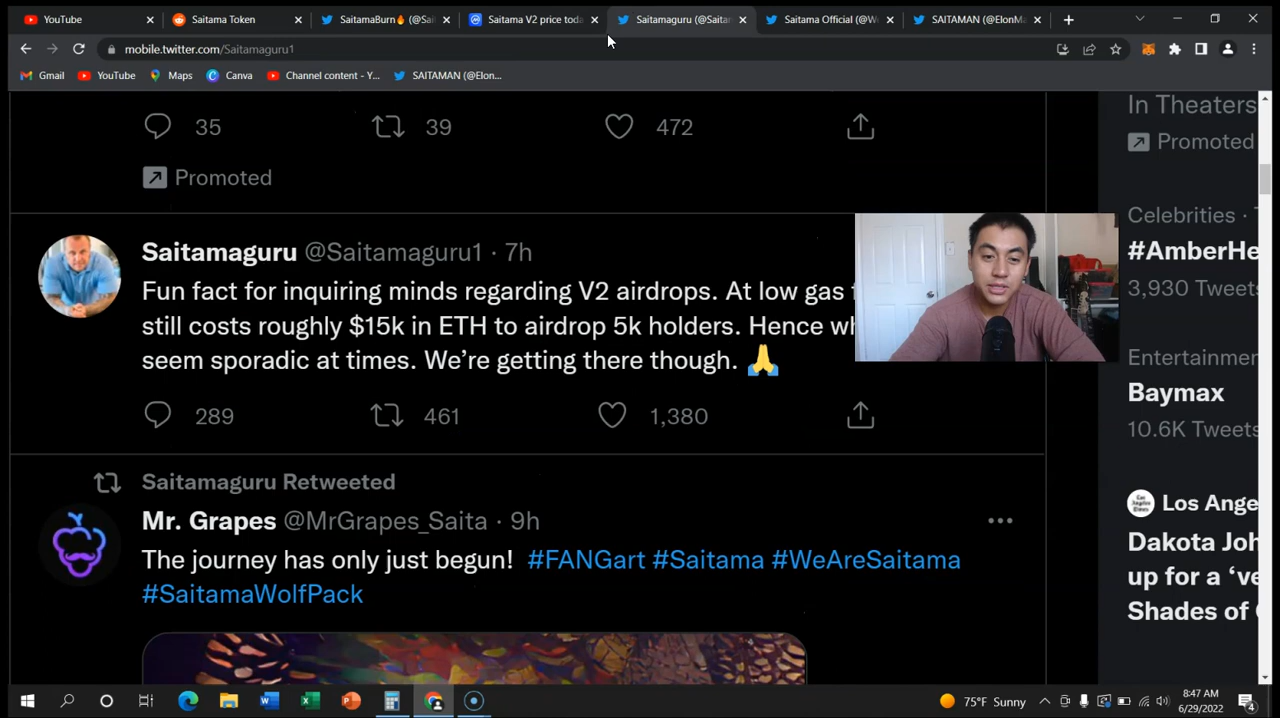 YouTube
Saitama Token
SaitamaBurn🔥 (@Sai
Saitama V2 price toda
Saitamaguru (@Saitam
Saitama Official (@We
SAITAMAN (@ElonMa
mobile.twitter.com/Saitamaguru1
Gmail
YouTube
Maps
Canva
Channel content - Y...
SAITAMAN (@Elon...
35
39
472
Promoted
Saitamaguru @Saitamaguru1 · 7h
Fun fact for inquiring minds regarding V2 airdrops. At low gas
still costs roughly $15k in ETH to airdrop 5k holders. Hence
seem sporadic at times. We're getting there though. 🙏
289
461
1,380
Saitamaguru Retweeted
Mr. Grapes @MrGrapes_Saita · 9h
The journey has only just begun! #FANGart #Saitama #WeAreSaitama
#SaitamaWolfPack
In Theaters
Promoted
Celebrities ·
#AmberHe
3,930 Tweets
Entertainmen
Baymax
10.6K Tweets
Los Ange
Dakota Joh
up for a 've
Shades of
75°F Sunny
8:47 AM
6/29/2022
4